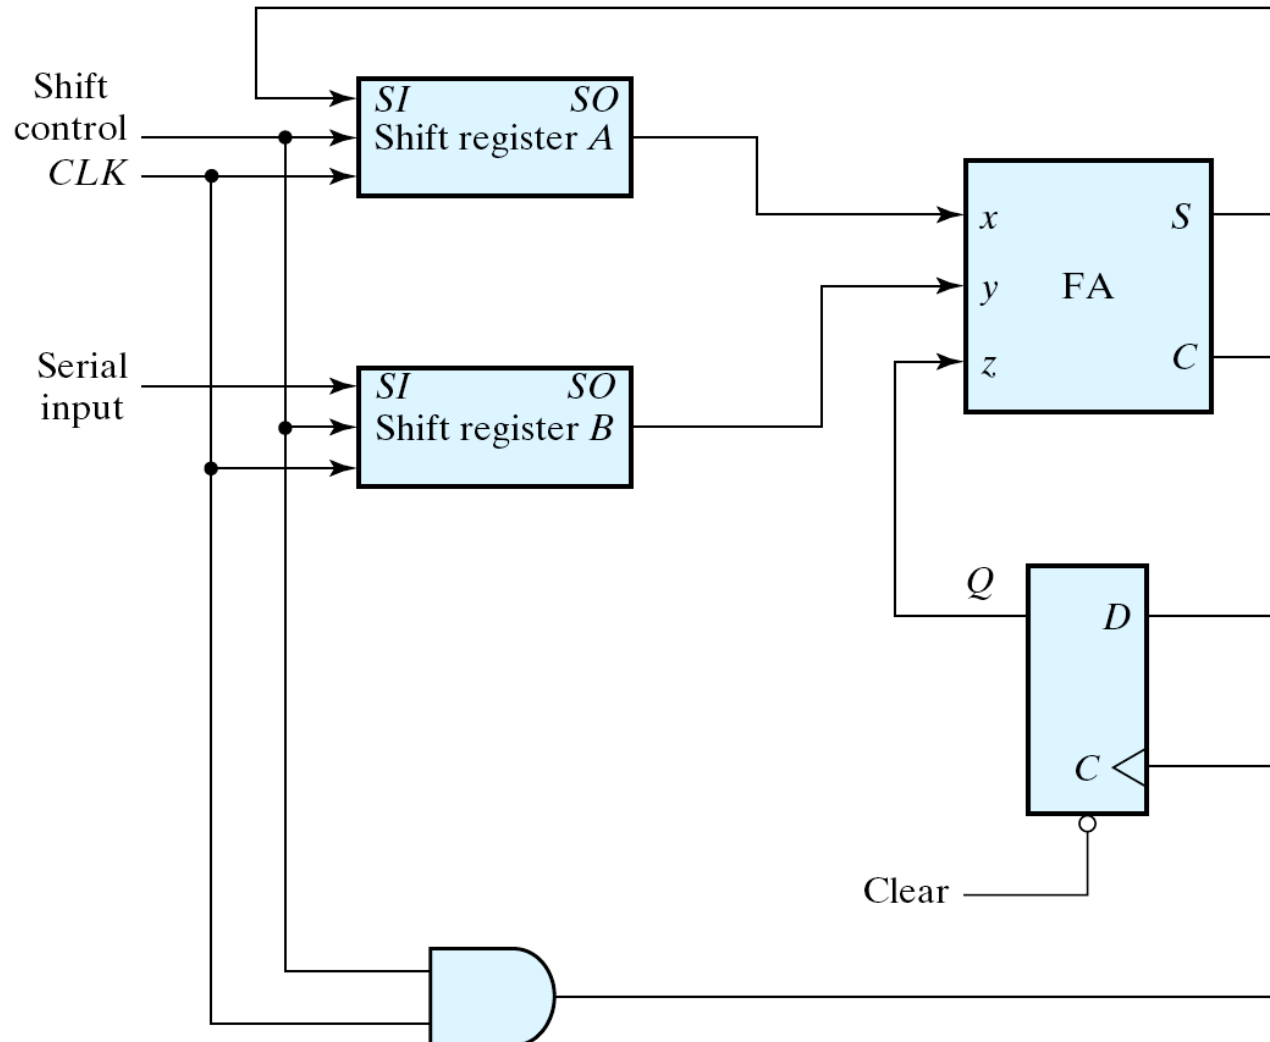 Shift
control
CLK
SI SO
Shift register A
x S
y FA
z C
Serial
input
SI SO
Shift register B
Q
D
C
Clear